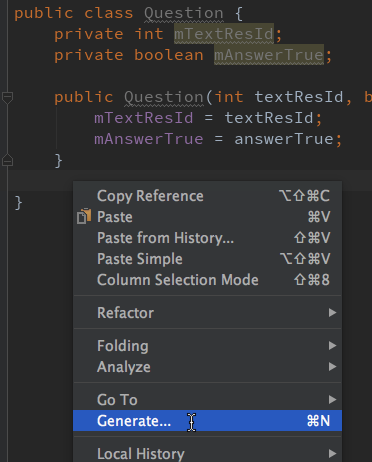 public class Question {
private int mTextResId;
private boolean mAnswerTrue;
public Question(int textResId, b
mTextResId = textResId;
mAnswerTrue = answerTrue;
}
}
Copy Reference ⌥⇧⌘C
Paste ⌘V
Paste from History... ⇧⌘V
Paste Simple ⌥⇧⌘V
Column Selection Mode ⇧⌘8
Refactor
Folding
Analyze
Go To
Generate... ⌘N
Local History